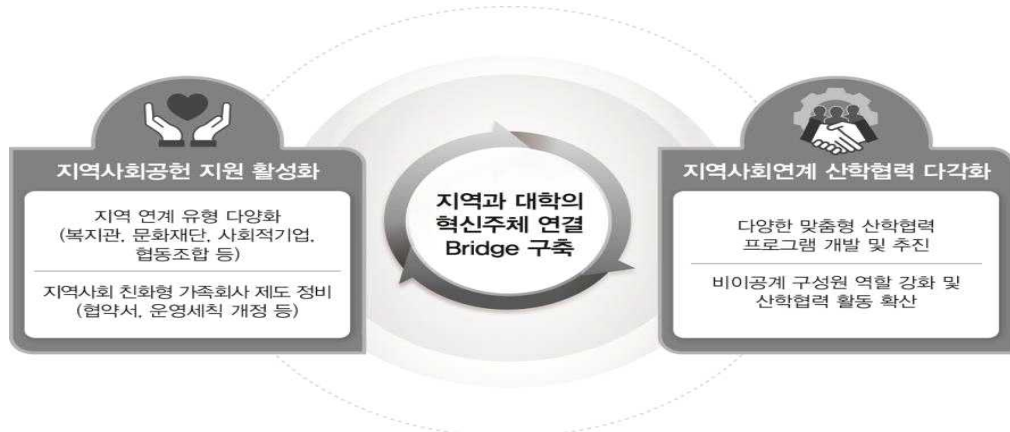 지역사회공헌 지원 활성화
지역 연계 유형 다양화
(복지관, 문화재단, 사회적기업,
협동조합 등)
지역사회 친화형 가족회사 제도 정비
(협약서, 운영세칙 개정 등)
지역과 대학의
혁신주체 연결
Bridge 구축
지역사회연계 산학협력 다각화
다양한 맞춤형 산학협력
프로그램 개발 및 추진
비이공계 구성원 역할 강화 및
산학협력 활동 확산